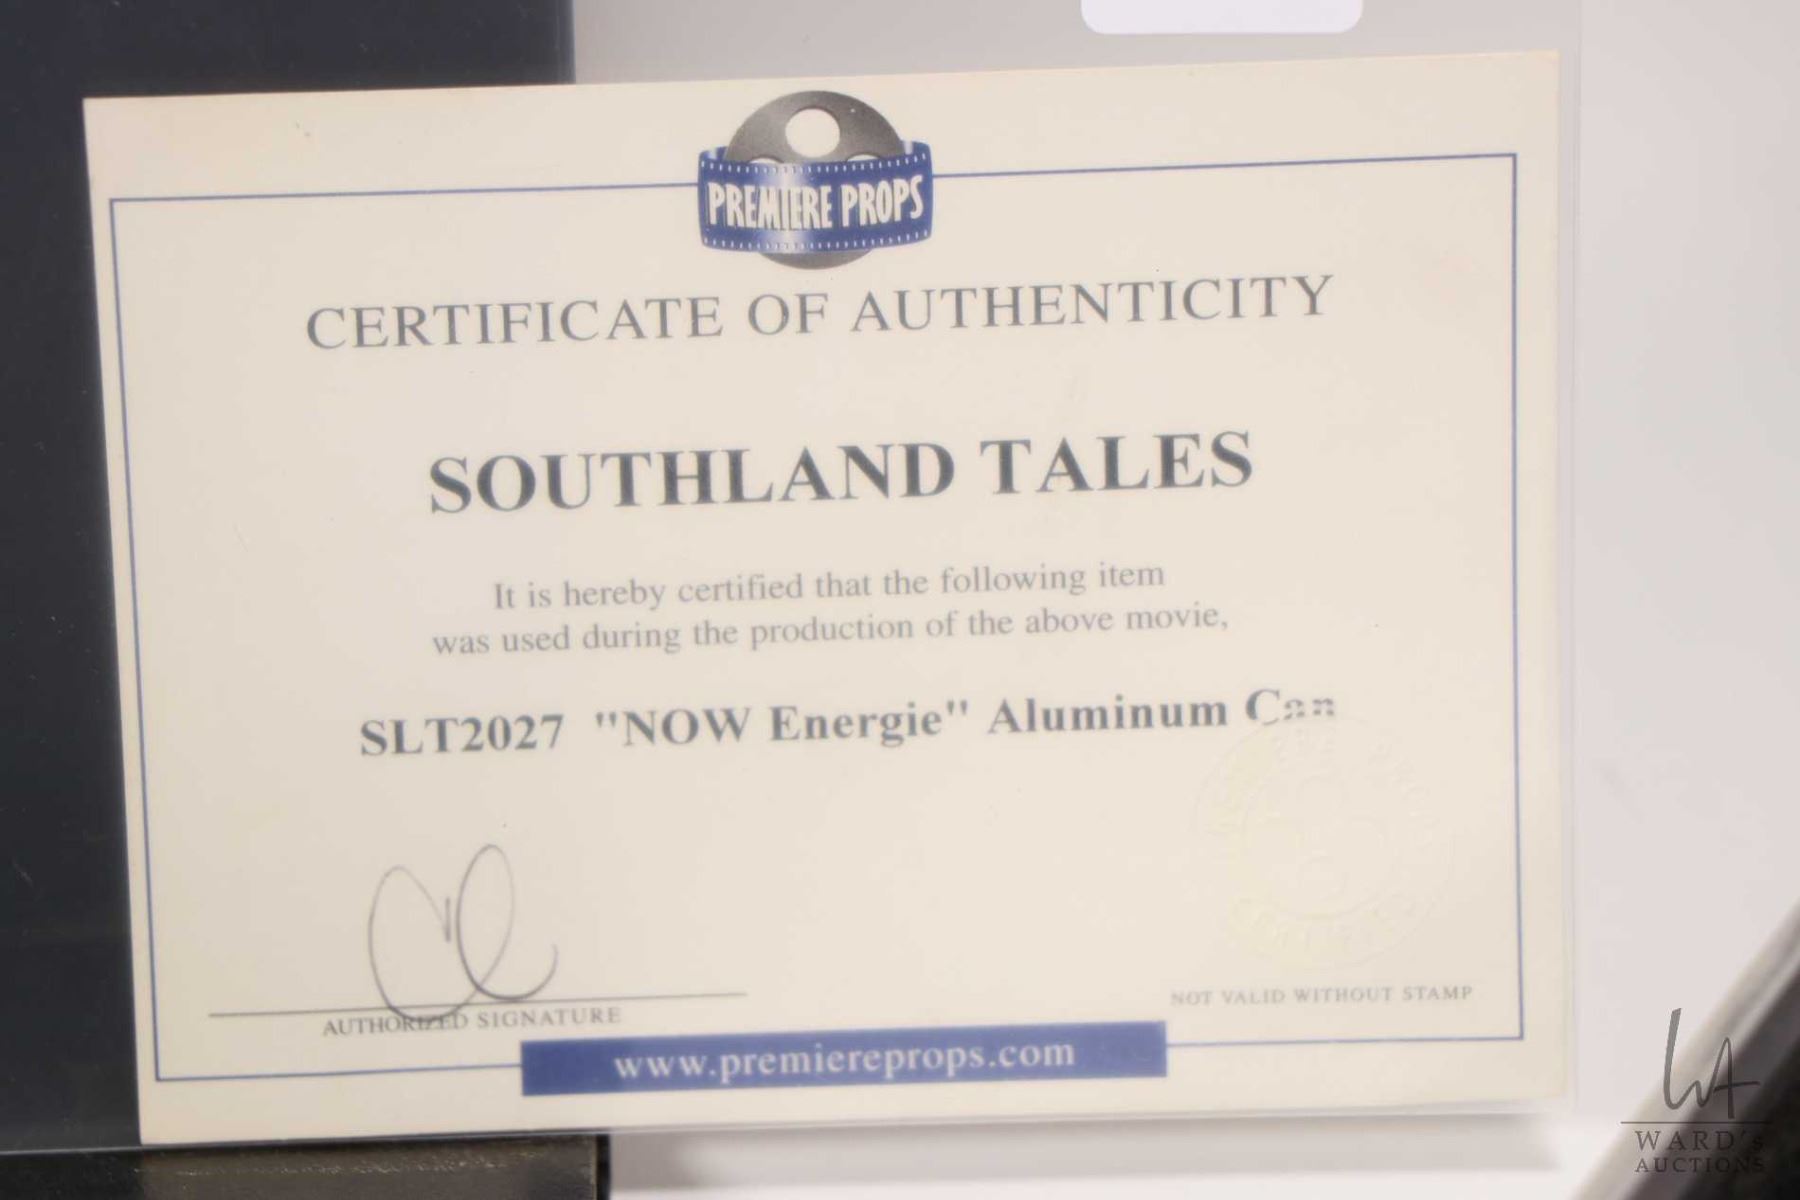 PREMIERE PROPS
CERTIFICATE OF AUTHENTICITY
SOUTHLAND TALES
It is hereby certified that the following item
was used during the production of the above movie,
SLT2027 "NOW Energie" Aluminum Can
AUTHORIZED SIGNATURE
NOT VALID WITHOUT STAMP
www.premiereprops.com
WA
WARD's
AUCTIONS